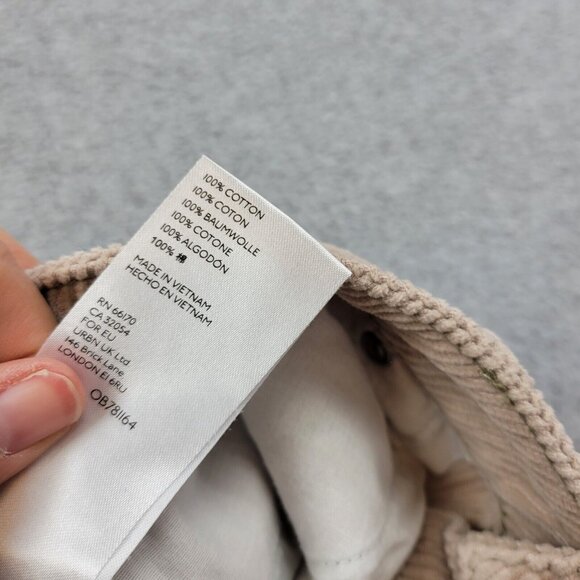 100% COTTON
100% COTON
100% BAUMWOLLE
100% COTONE
100% ALGODÓN
100% 棉
MADE IN VIETNAM
HECHO EN VIETNAM
RN 66170
CA 32054
FOR EU
URBN UK Ltd
146 Brick Lane
LONDON E1 6RU
OB781164